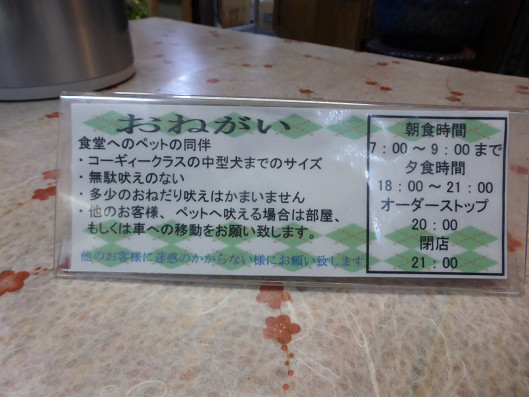 おねがい
食堂へのペットの同伴
・コーギィークラスの中型犬までのサイズ
・無駄吠えのない
・多少のおねだり吠えはかまいません
・他のお客様、ペットへ吠える場合は部屋、
もしくは車への移動をお願い致します。
他のお客様に迷惑のかからない様にお願い致します
朝食時間
7：00～9：00まで
夕食時間
18：00～21：00
オーダーストップ
20：00
閉店
21：00